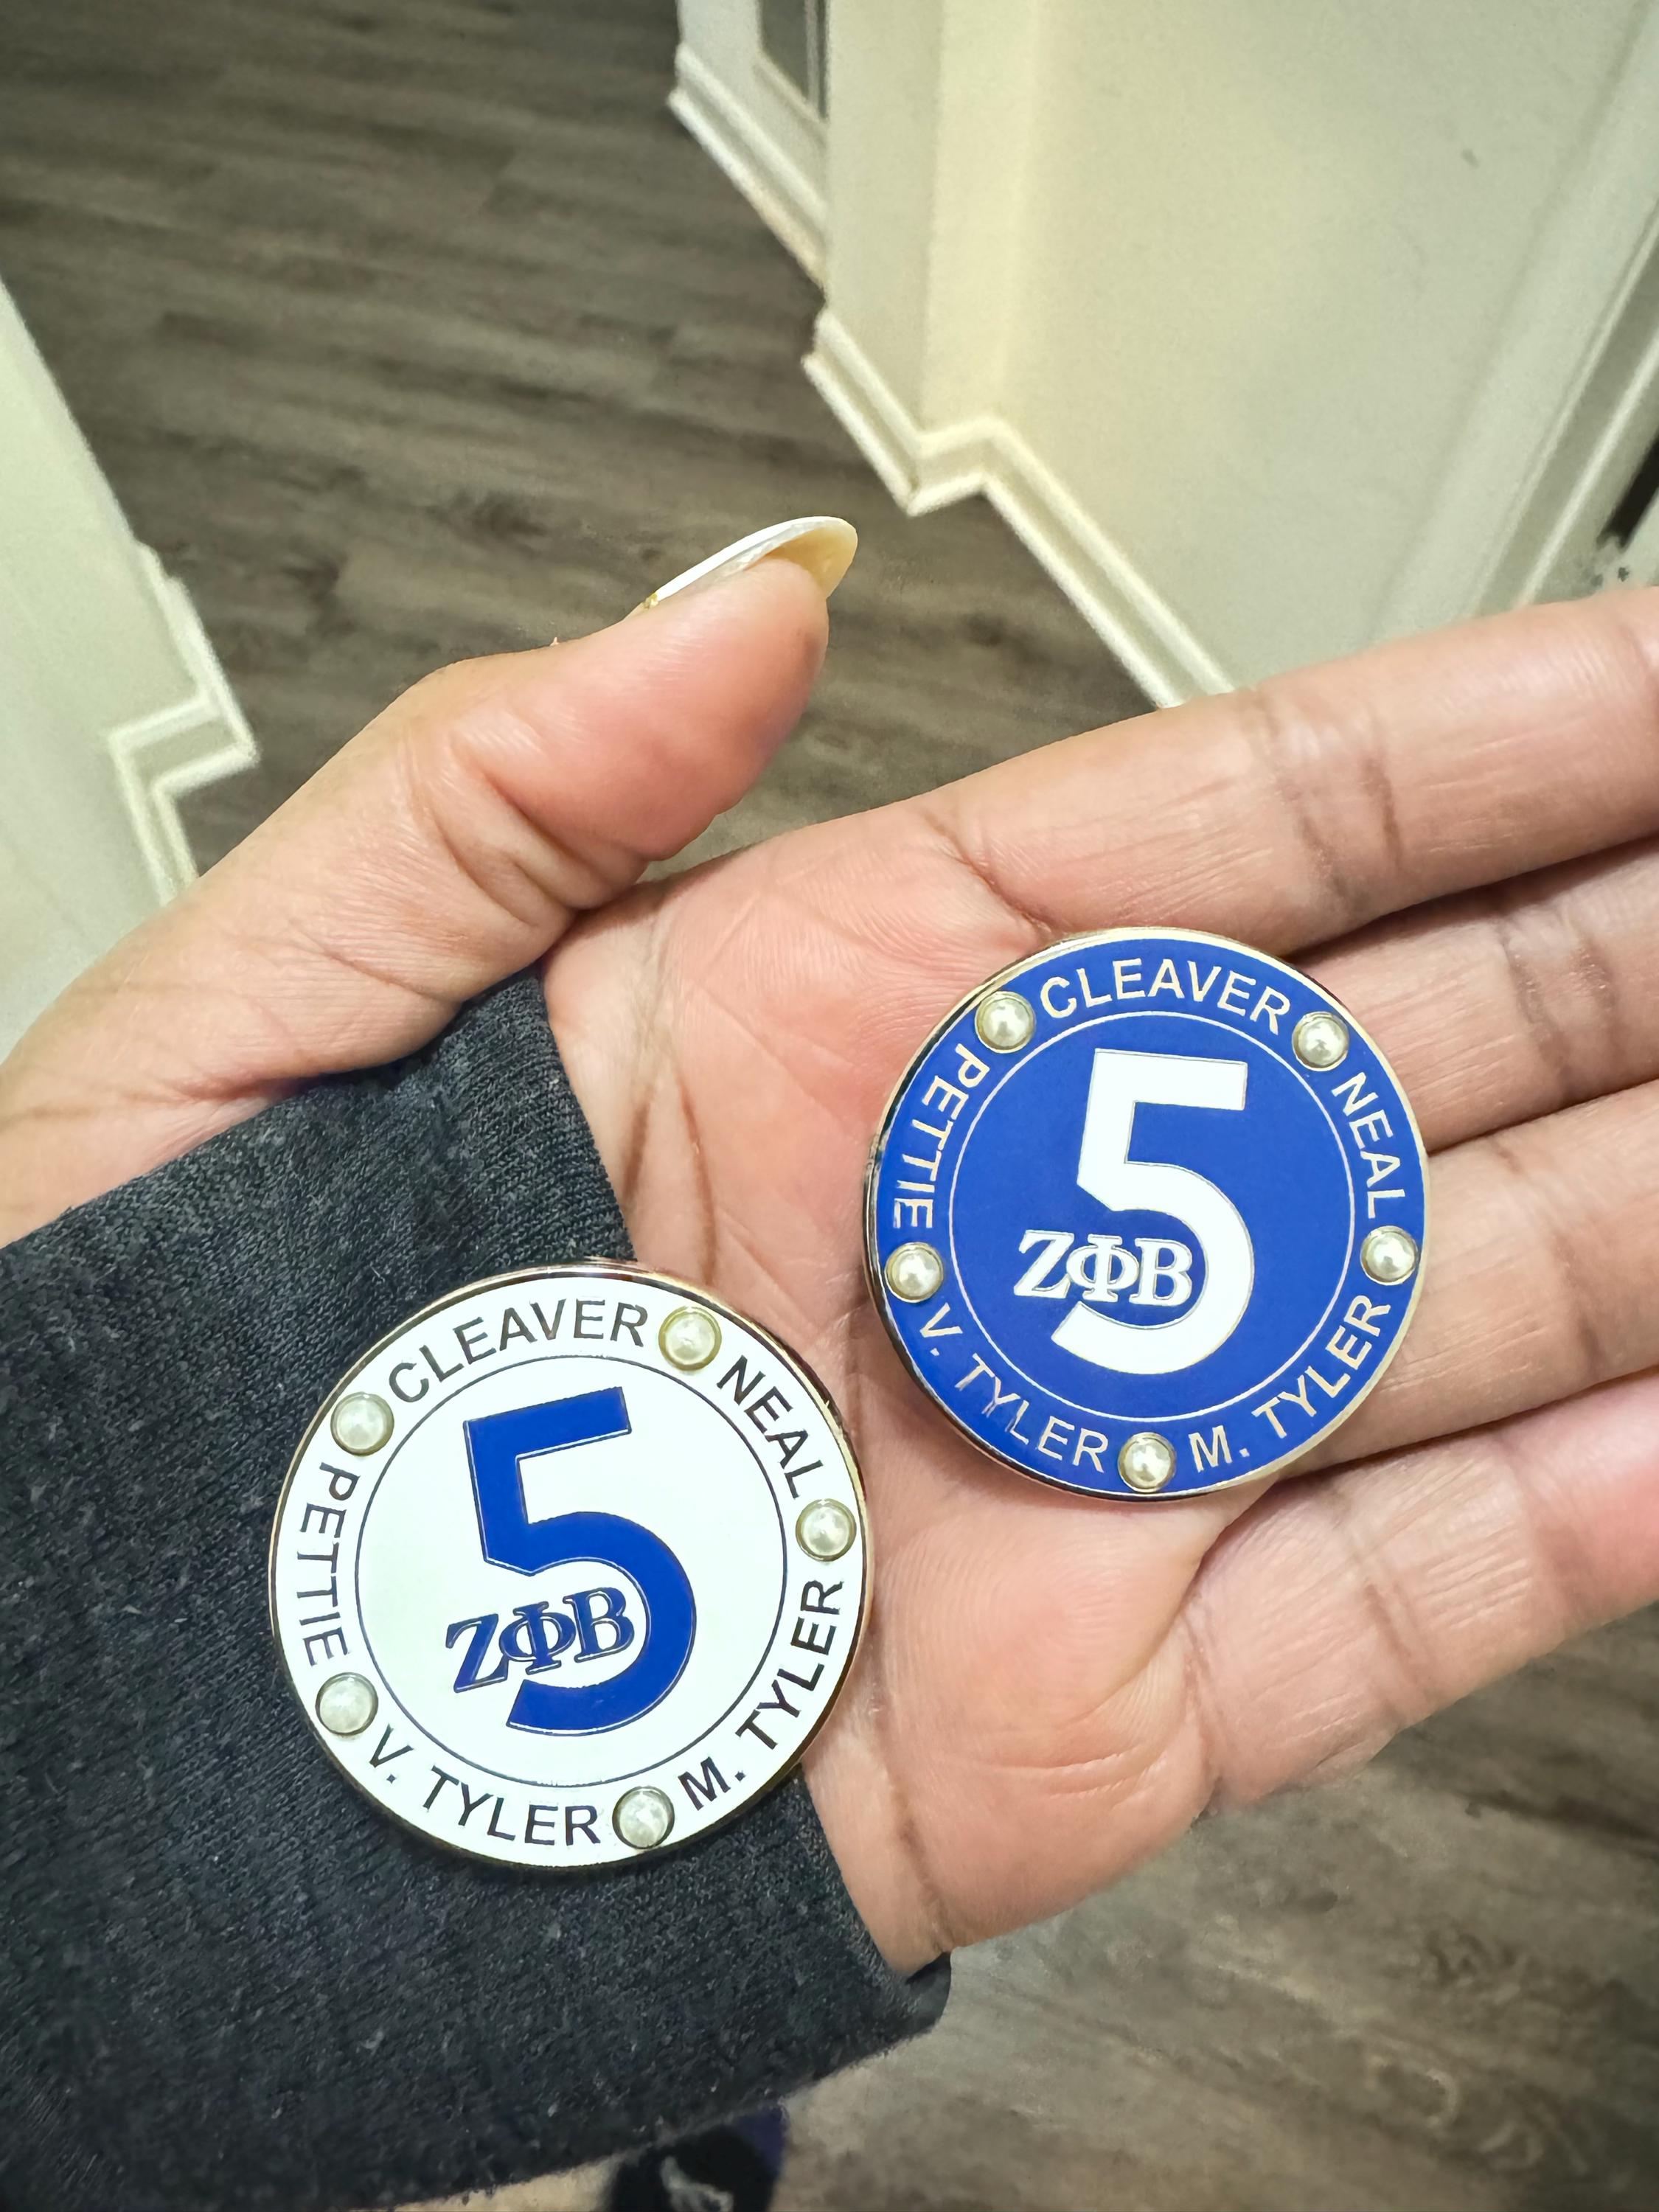 CLEAVER
NEAL
M. TYLER
V. TYLER
PETTIE
5
ΖΦΒ
CLEAVER
NEAL
M. TYLER
V. TYLER
PETTIE
5
ΖΦΒ